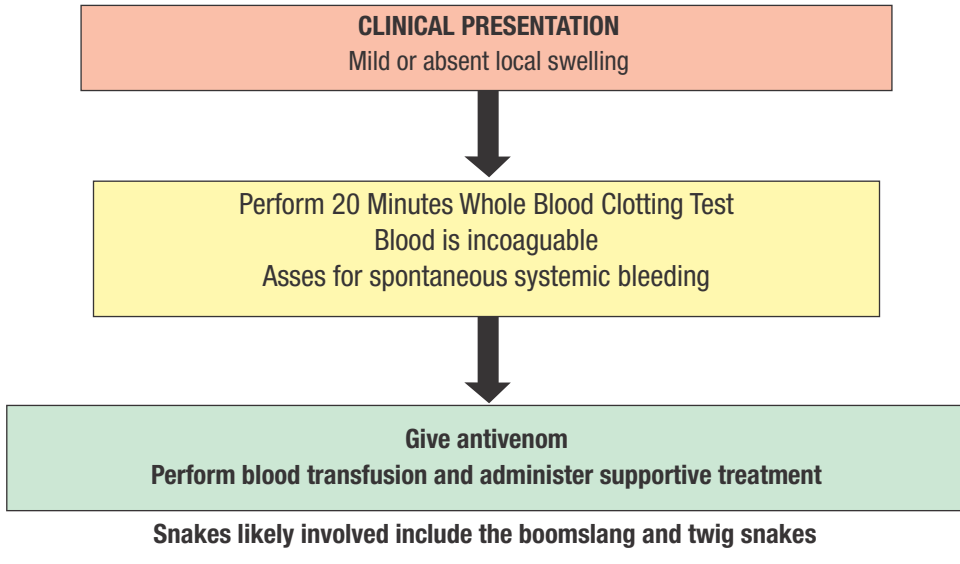 CLINICAL PRESENTATION
Mild or absent local swelling
Perform 20 Minutes Whole Blood Clotting Test
Blood is incoaguable
Asses for spontaneous systemic bleeding
Give antivenom
Perform blood transfusion and administer supportive treatment
Snakes likely involved include the boomslang and twig snakes